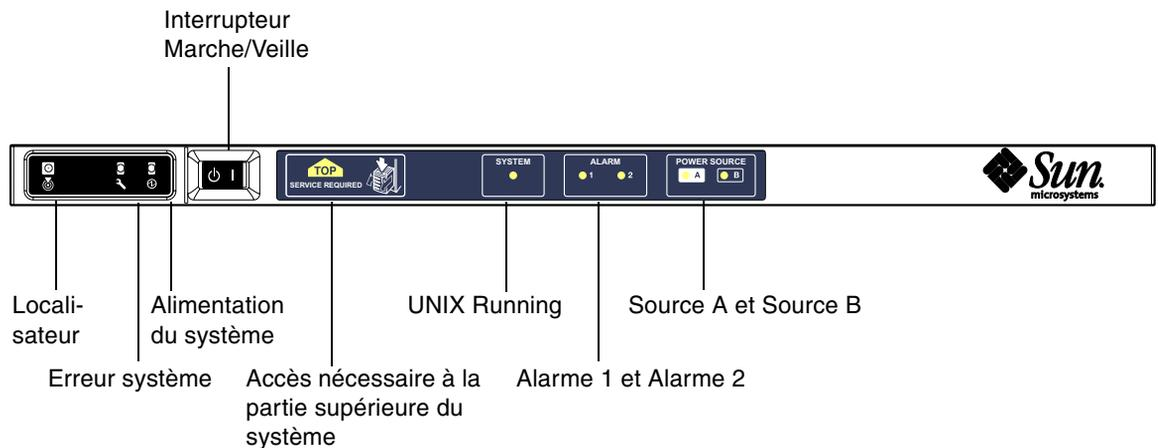 Interrupteur
Marche/Veille
TOP
SERVICE REQUIRED
SYSTEM
ALARM
1 2
POWER SOURCE
A B
Sun
microsystems
Locali-
sateur
Alimentation
du système
UNIX Running
Source A et Source B
Erreur système
Accès nécessaire à la
partie supérieure du
système
Alarme 1 et Alarme 2